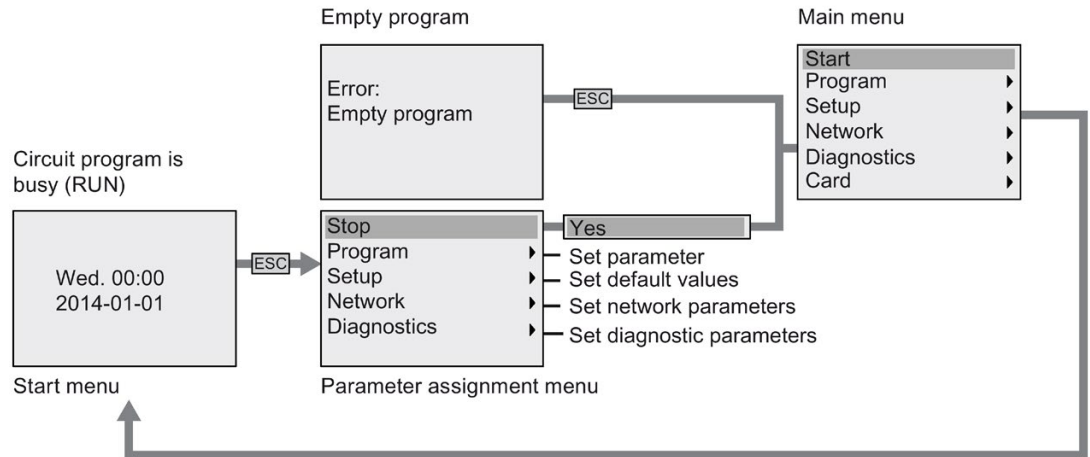 Empty program
Main menu
Error:
Empty program
ESC
Start
Program
Setup
Network
Diagnostics
Card
Circuit program is
busy (RUN)
Wed. 00:00
2014-01-01
ESC
Stop
Program
Setup
Network
Diagnostics
Yes
Set parameter
Set default values
Set network parameters
Set diagnostic parameters
Start menu
Parameter assignment menu